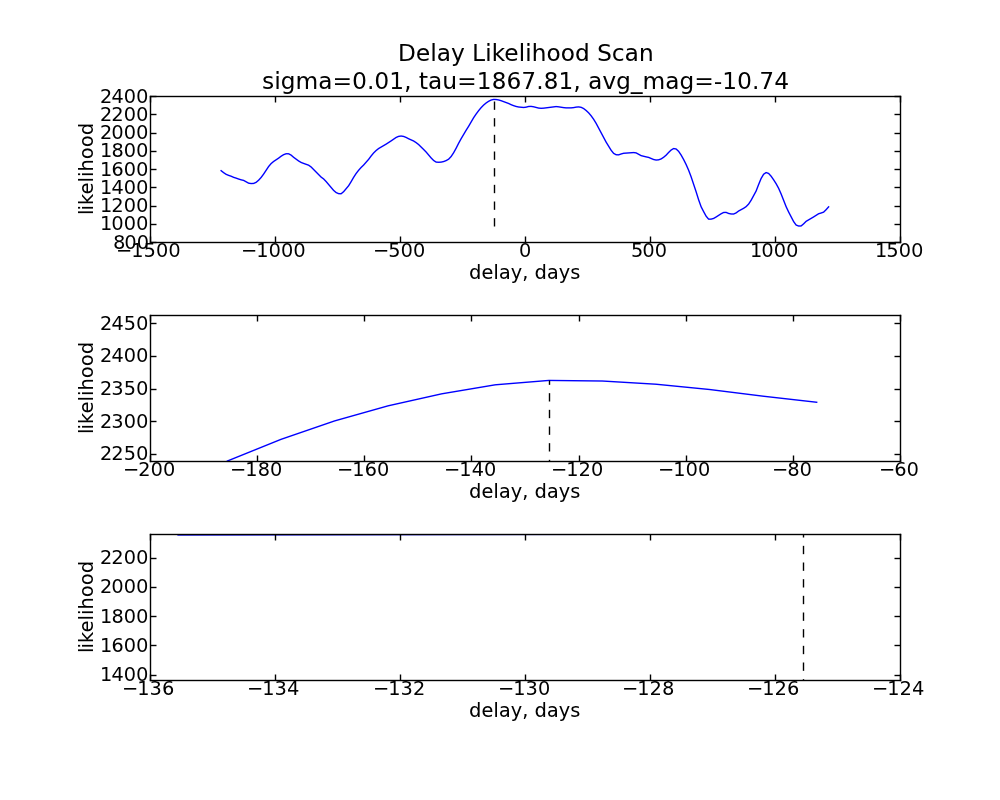 Delay Likelihood Scan
sigma=0.01, tau=1867.81, avg_mag=-10.74
2400
2200
2000
1800
1600
1400
1200
1000
800
likelihood
−1500 −1000 −500 0 500 1000 1500
delay, days
2450
2400
2350
2300
2250
likelihood
−200 −180 −160 −140 −120 −100 −80 −60
delay, days
2200
2000
1800
1600
1400
likelihood
−136 −134 −132 −130 −128 −126 −124
delay, days